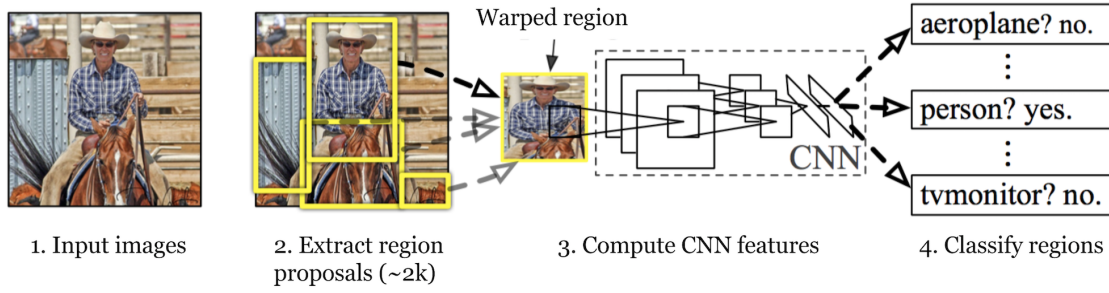 Warped region
aeroplane? no.
person? yes.
CNN
tvmonitor? no.
1. Input images
2. Extract region
proposals (~2k)
3. Compute CNN features
4. Classify regions